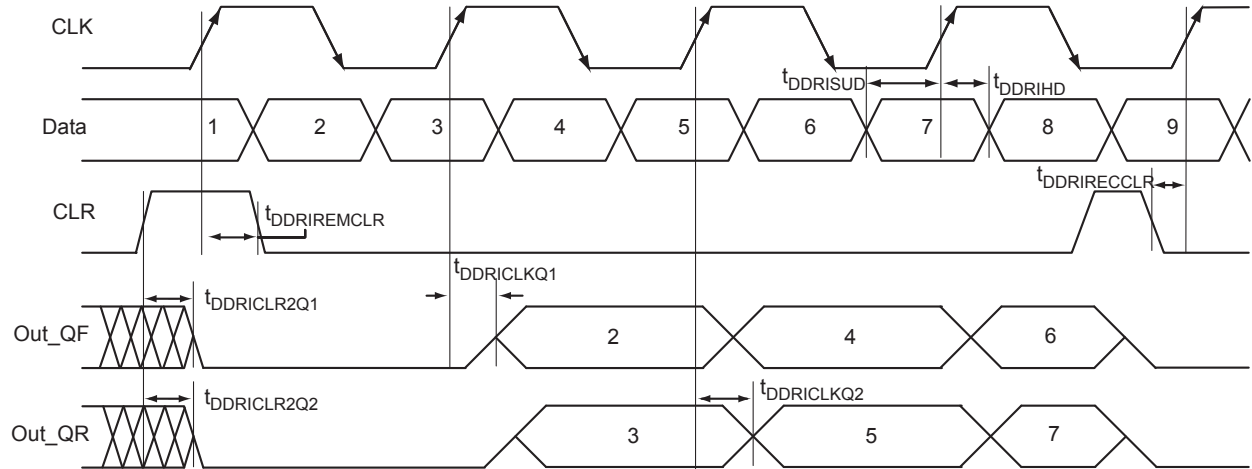 CLK
tDDRISUD
tDDRIHD
Data
1 2 3 4 5 6 7 8 9
tDDRIRECCLR
CLR
tDDRIREMCLR
tDDRICLKQ1
tDDRICLR2Q1
Out_QF
2 4 6
tDDRICLR2Q2
tDDRICLKQ2
Out_QR
3 5 7